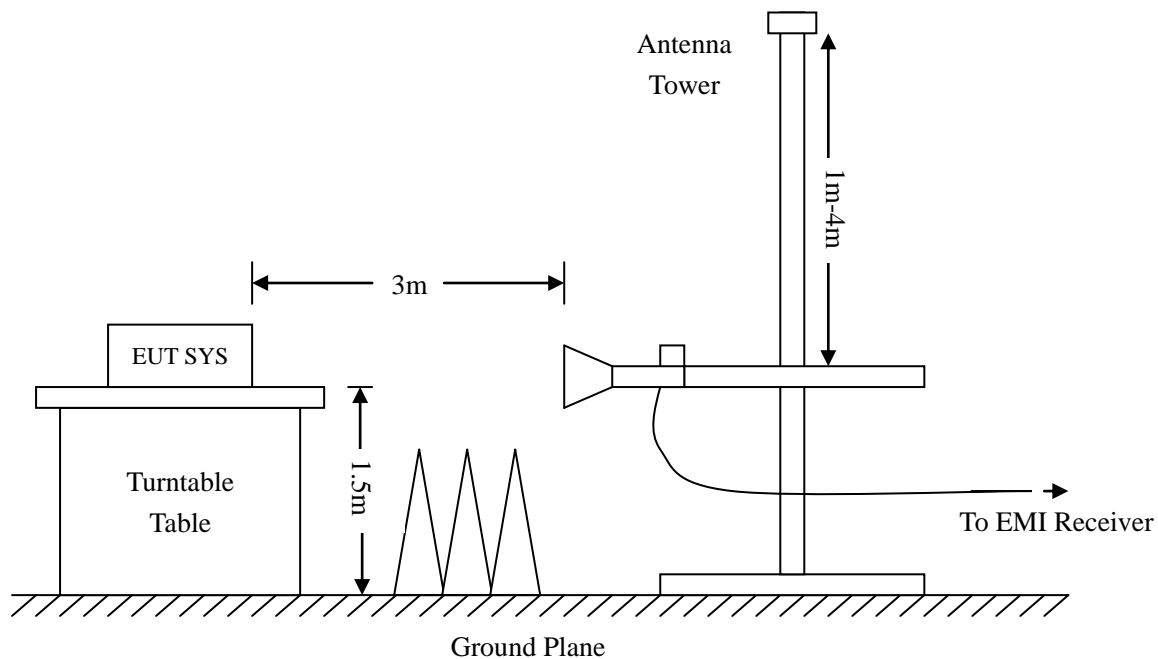 Antenna
Tower
1m-4m
3m
EUT SYS
1.5m
Turntable
Table
To EMI Receiver
Ground Plane